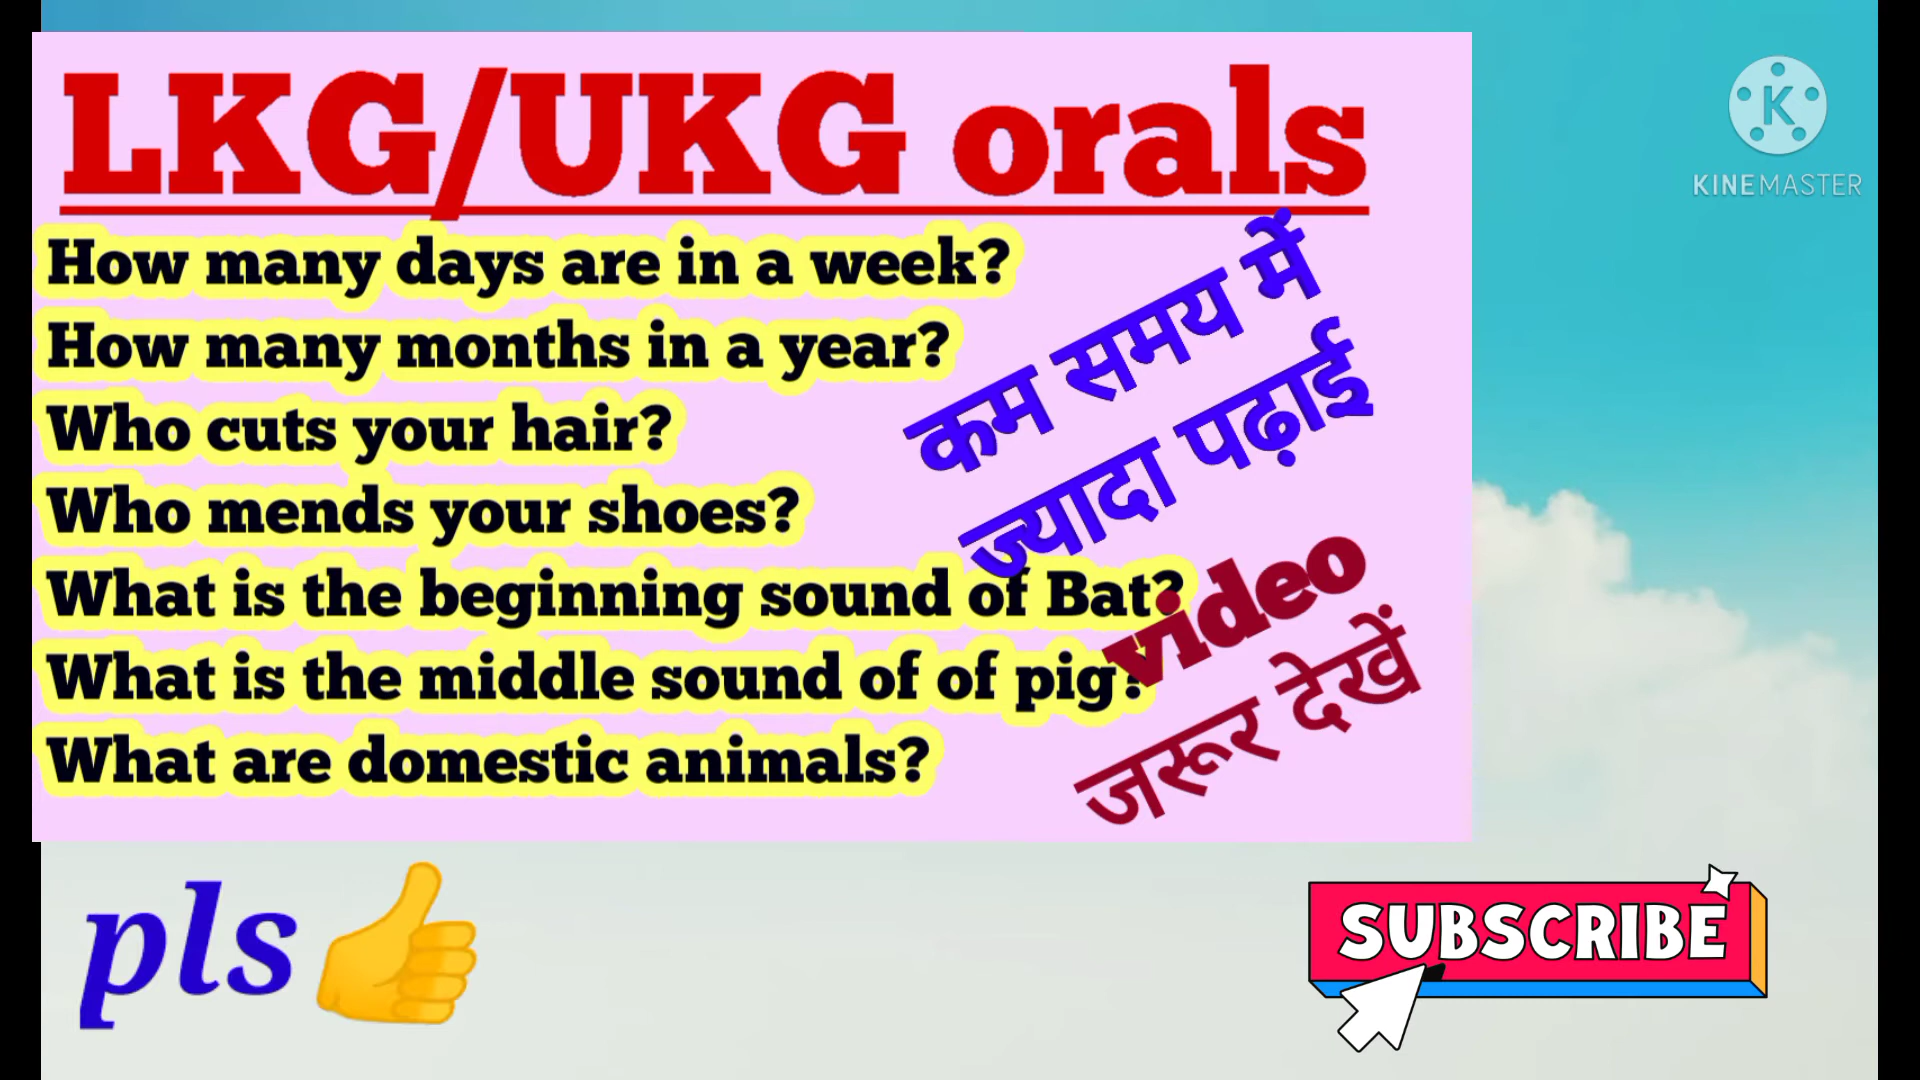 LKG/UKG orals
How many days are in a week?
How many months in a year?
Who cuts your hair?
Who mends your shoes?
What is the beginning sound of Bat?
What is the middle sound of of pig?
What are domestic animals?
कम समय में
ज्यादा पढ़ाई
video
जरूर देखें
K
KINEMASTER
pls
SUBSCRIBE